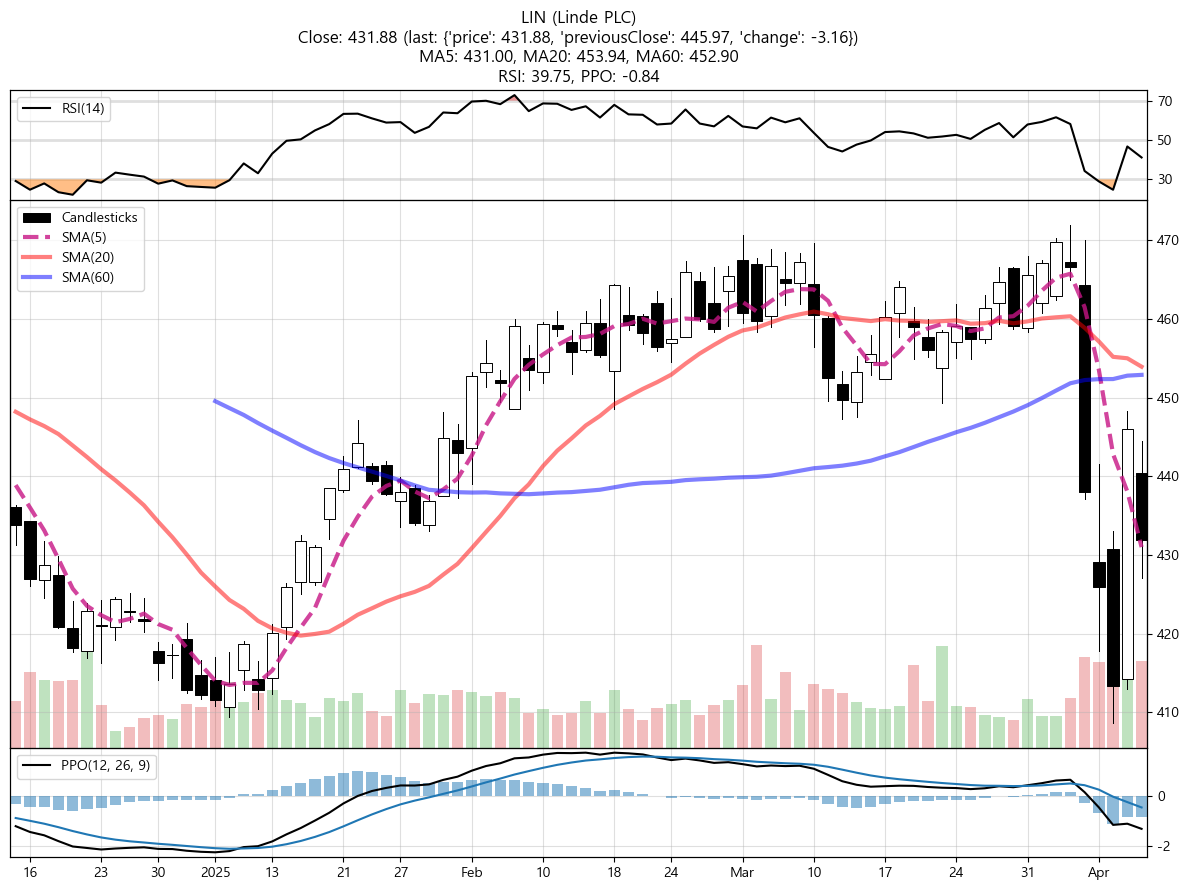 LIN (Linde PLC)
Close: 431.88 (last: {'price': 431.88, 'previousClose': 445.97, 'change': -3.16})
MA5: 431.00, MA20: 453.94, MA60: 452.90
RSI: 39.75, PPO: -0.84
RSI(14)
70
50
30
Candlesticks
SMA(5)
SMA(20)
SMA(60)
470
460
450
440
430
420
410
PPO(12, 26, 9)
0
-2
16 23 30 2025 13 21 27 Feb 10 18 24 Mar 10 17 24 31 Apr